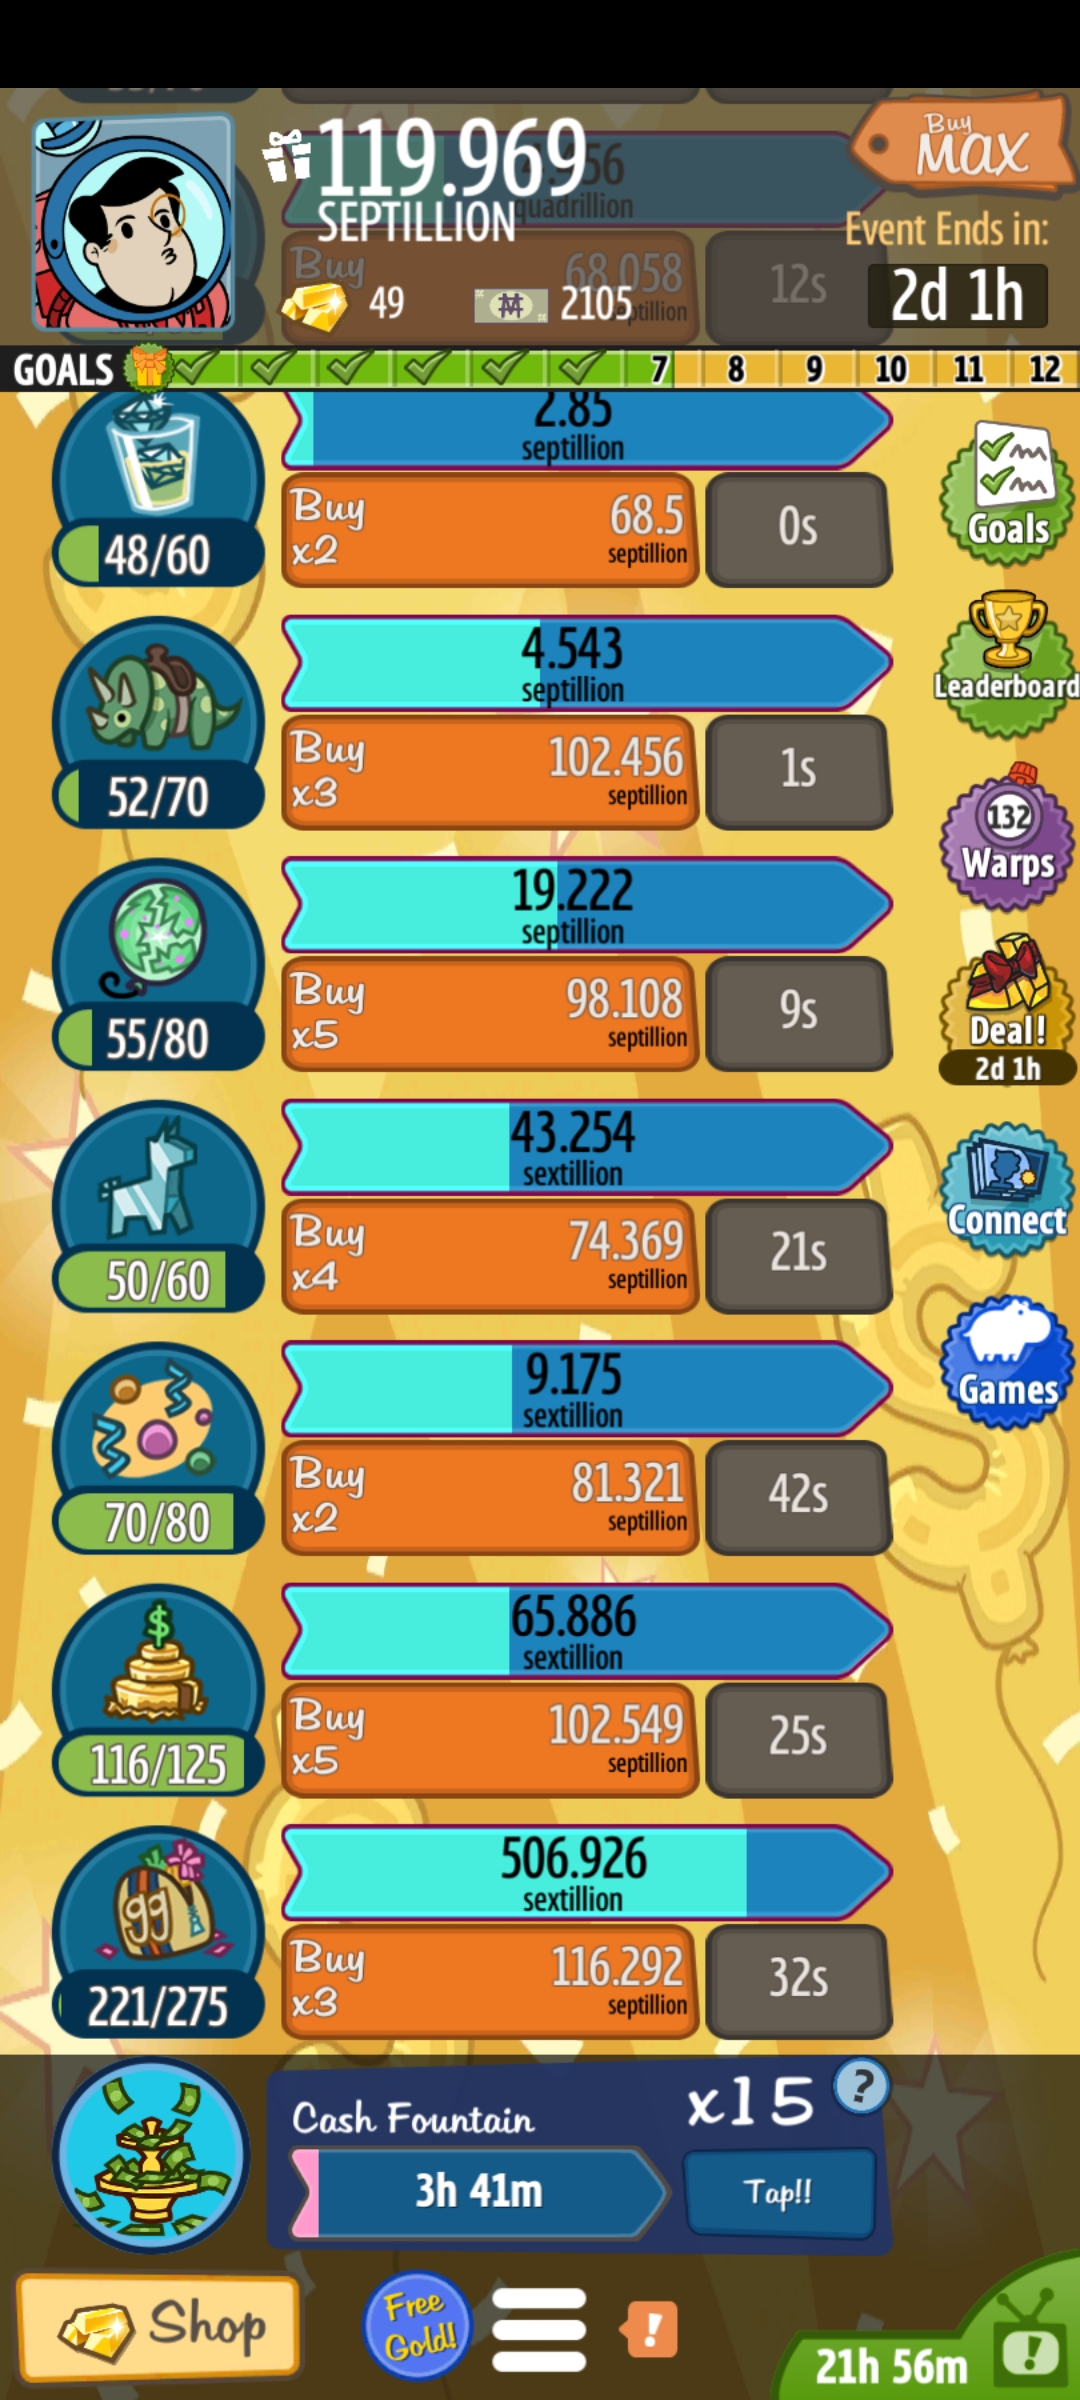 119.969
SEPTILLION
49
2105
Buy
MAX
Event Ends in:
2d 1h
quadrillion
Buy
68.058
12s
GOALS
7
8
9
10
11
12
2.85
septillion
48/60
Buy
x2
68.5
septillion
0s
Goals
4.543
septillion
52/70
Buy
x3
102.456
septillion
1s
Leaderboard
19.222
septillion
55/80
Buy
x5
98.108
septillion
9s
132
Warps
Deal!
2d 1h
43.254
sextillion
50/60
Buy
x4
74.369
septillion
21s
Connect
9.175
sextillion
70/80
Buy
x2
81.321
septillion
42s
Games
$
65.886
sextillion
116/125
Buy
x5
102.549
septillion
25s
506.926
sextillion
gg
221/275
Buy
x3
116.292
septillion
32s
Cash Fountain
x15
?
3h 41m
Tap!!
Shop
Free
Gold!
!
21h 56m
!